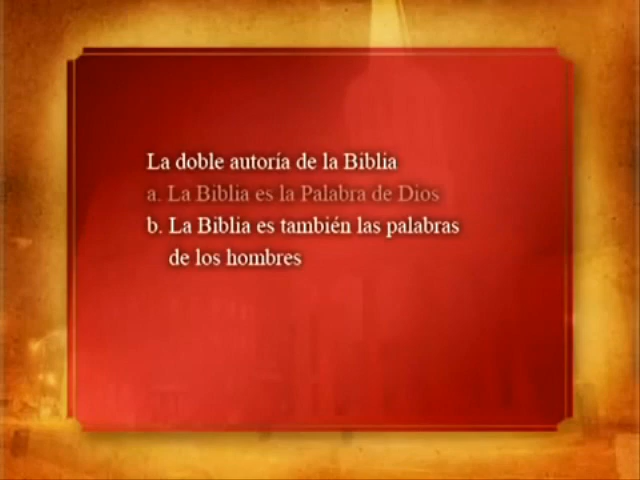 La doble autoría de la Biblia
a. La Biblia es la Palabra de Dios
b. La Biblia es también las palabras
de los hombres